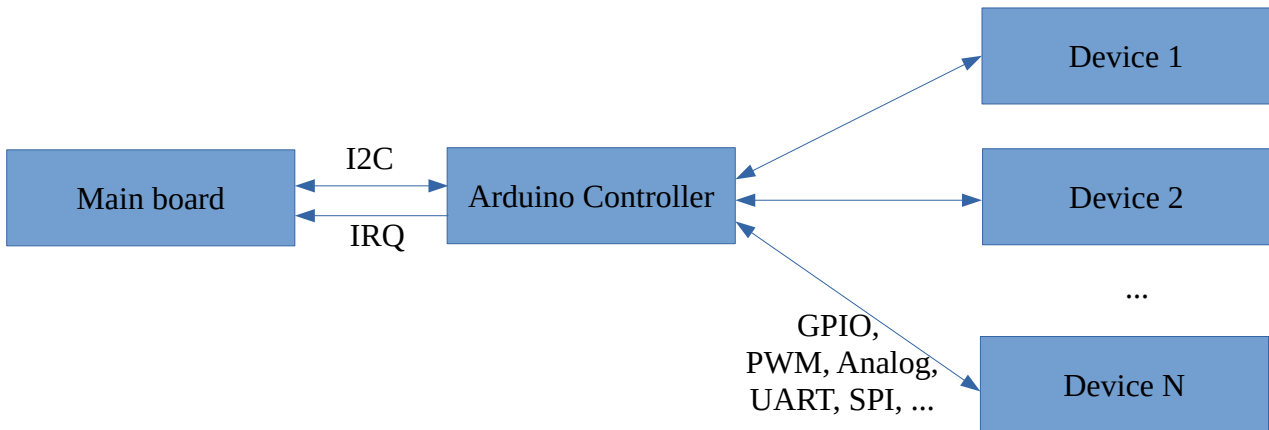 Device 1
I2C
Main board
Arduino Controller
Device 2
IRQ
...
GPIO,
PWM, Analog,
UART, SPI, ...
Device N